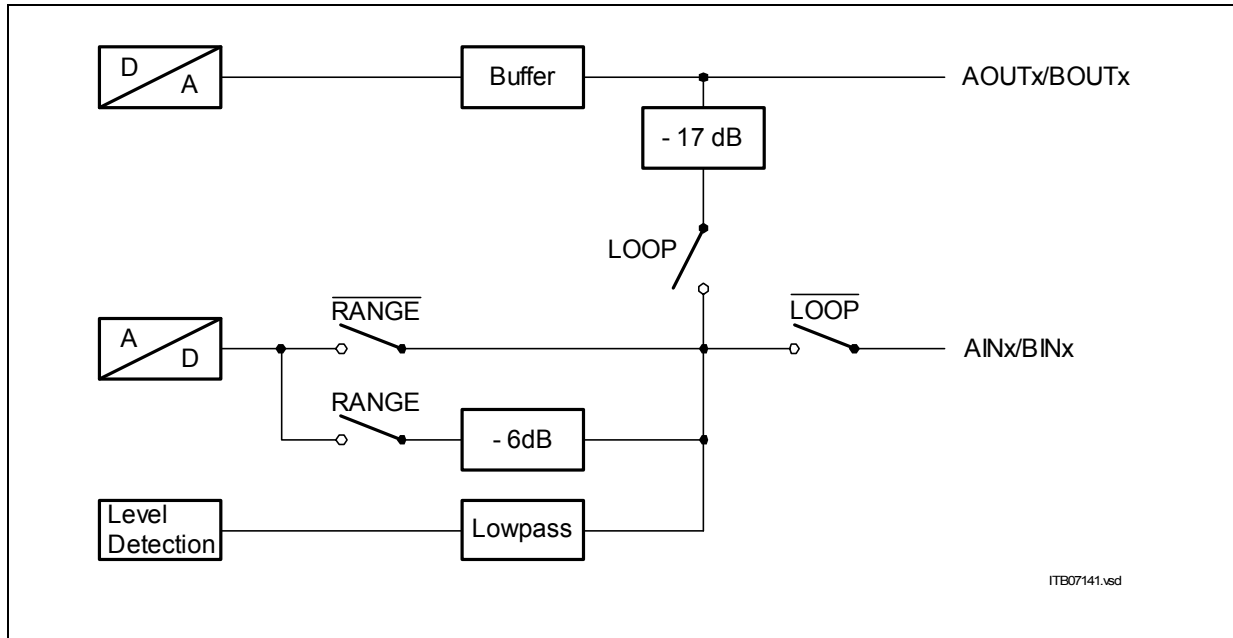 D
A
Buffer
AOUTx/BOUTx
- 17 dB
LOOP
A
D
RANGE
LOOP
AINx/BINx
RANGE
- 6dB
Level
Detection
Lowpass
ITB07141.vsd